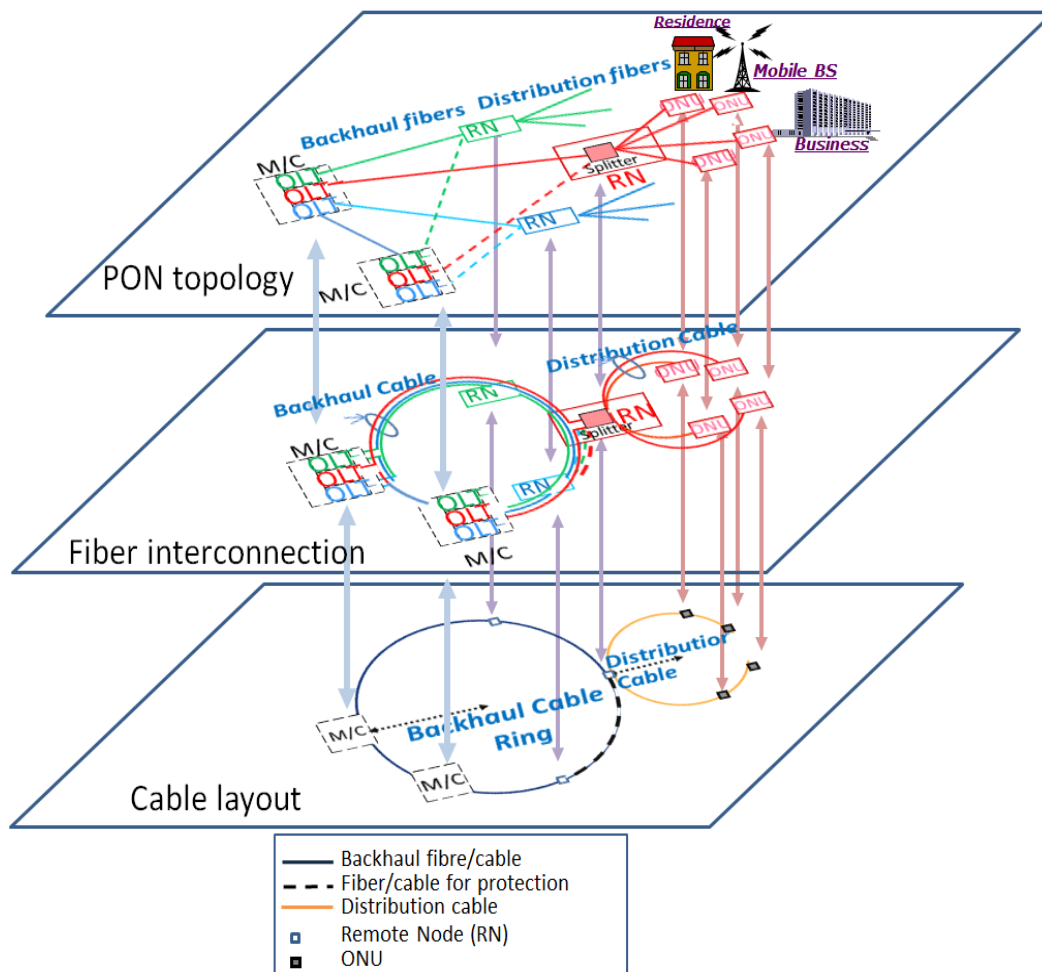 Residence
Mobile BS
Business
Distribution fibers
Backhaul fibers
RN
ONU
ONU
ONU
ONU
Splitter
RN
RN
M/C
OLT
OLT
OLT
OLT
OLT
OLT
M/C
PON topology
Distribution Cable
Backhaul Cable
RN
ONU
ONU
ONU
ONU
RN
Splitter
RN
M/C
OLT
OLT
OLT
OLT
OLT
OLT
M/C
Fiber interconnection
Distribution
Cable
Backhaul Cable
Ring
M/C
M/C
Cable layout
Backhaul fibre/cable
Fiber/cable for protection
Distribution cable
Remote Node (RN)
ONU